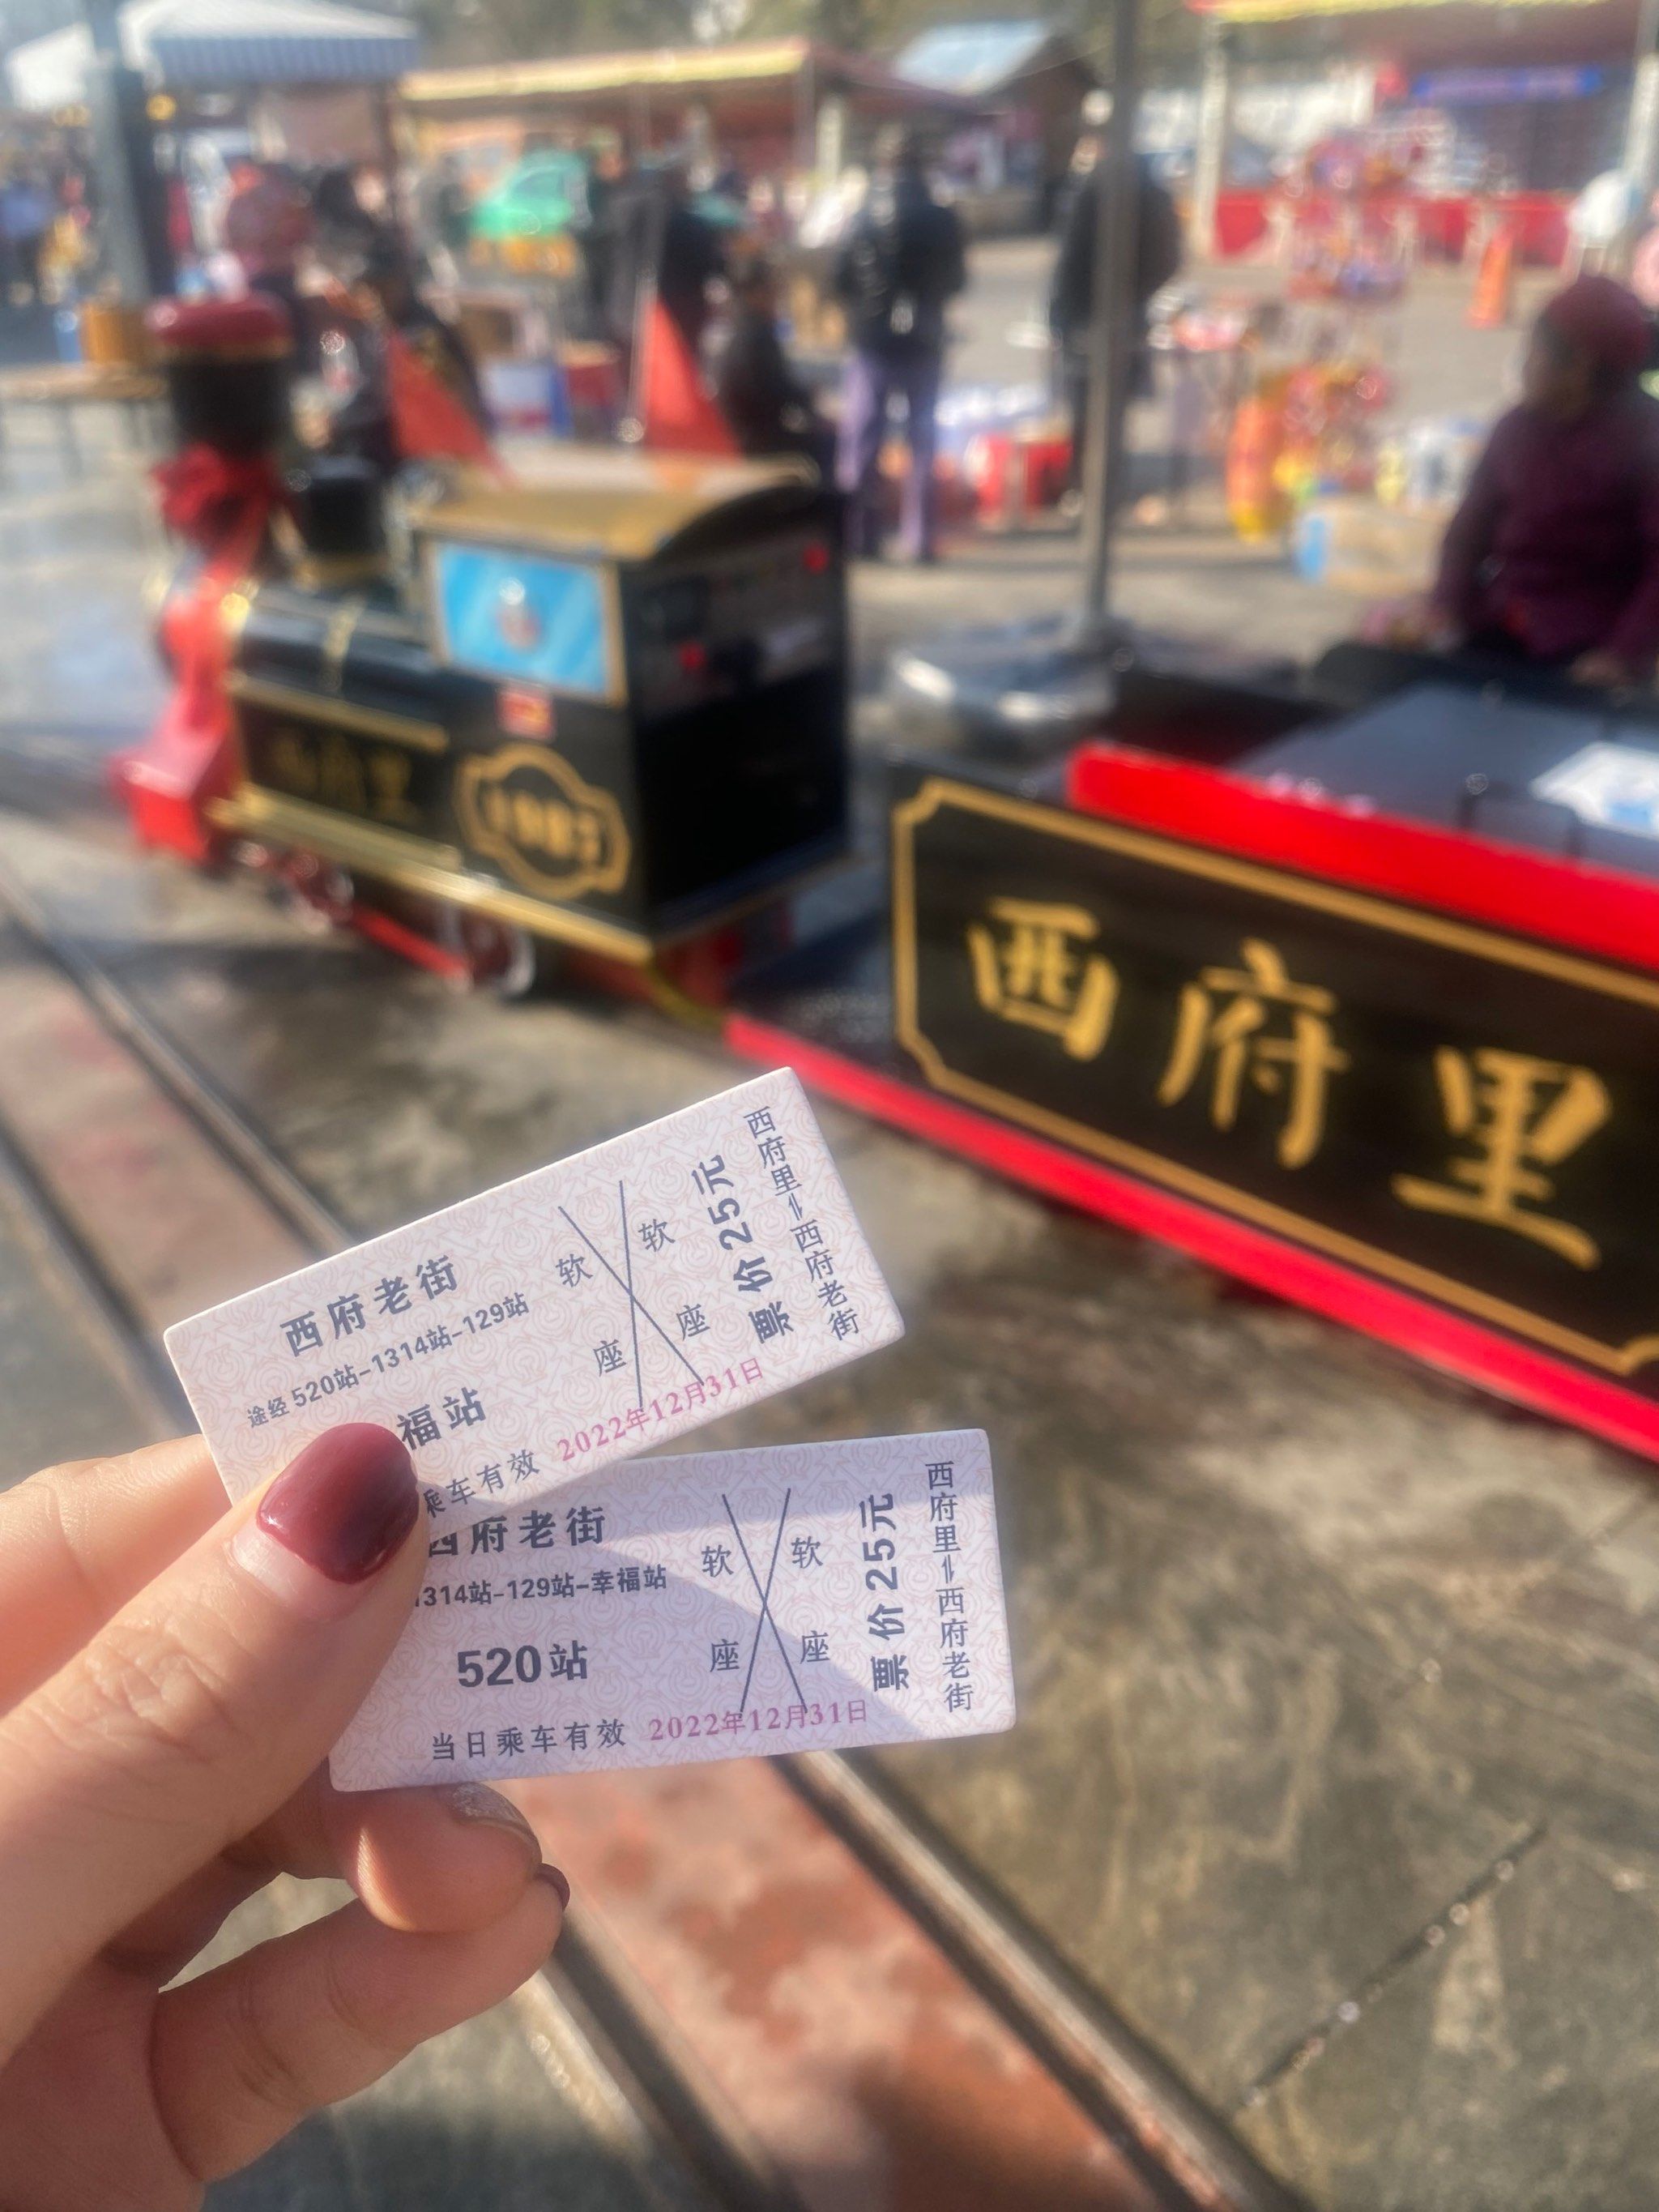 西府里
西府里
西府老街
途经 520站-1314站-129站
福站
乘车有效
2022年12月31日
软座
软座
票价25元
西府里⇌西府老街
西府老街
1314站-129站-幸福站
520站
当日乘车有效
2022年12月31日
软座
软座
票价25元
西府里⇌西府老街